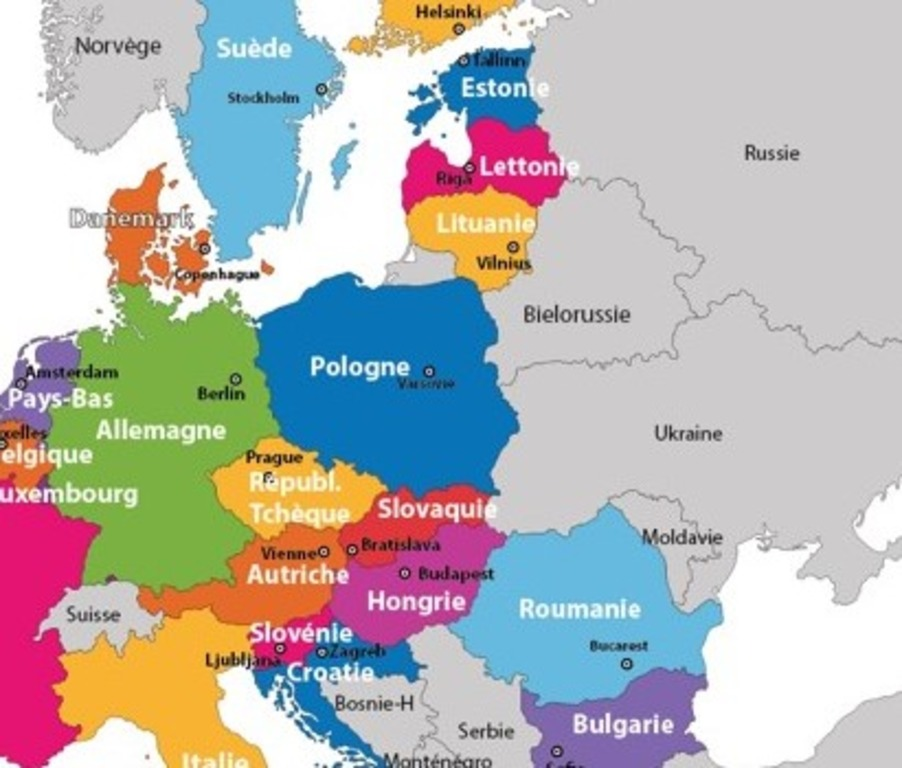 Helsinki
Norvège
Suède
Tallinn
Estonie
Stockholm
Russie
Lettonie
Riga
Danemark
Lituanie
Vilnius
Copenhague
Bielorussie
Pologne
Varsovie
Amsterdam
Berlin
Pays-Bas
xelles
Allemagne
Ukraine
elgique
Prague
Républ.
Tchèque
uxembourg
Slovaquie
Moldavie
Vienne
Bratislava
Autriche
Budapest
Hongrie
Roumanie
Suisse
Slovénie
Bucarest
Ljubljana
Zagreb
Croatie
Bosnie-H
Bulgarie
Serbie
Italie
Monténégro
Sofia